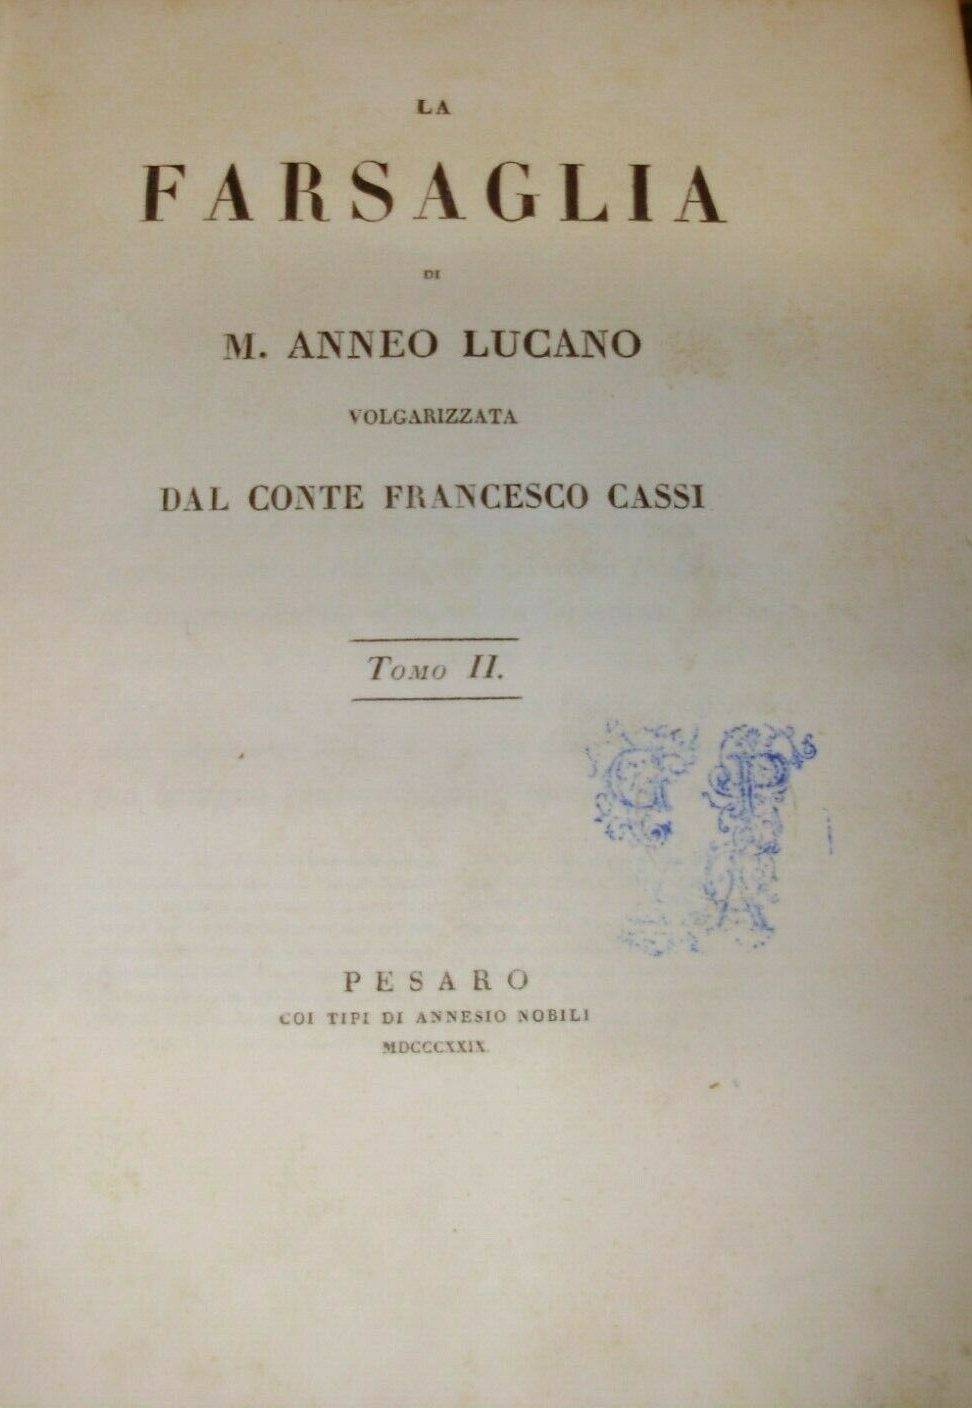 LA
FARSAGLIA
DI
M. ANNEO LUCANO
VOLGARIZZATA
DAL CONTE FRANCESCO CASSI
Tomo II.
PESARO
COI TIPI DI ANNESIO NOBILI
MDCCCXXIX.